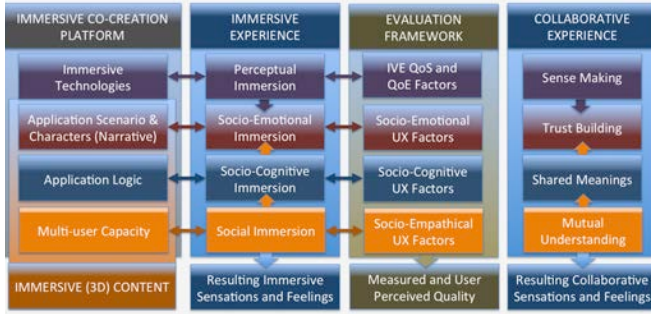 IMMERSIVE CO-CREATION
PLATFORM
IMMERSIVE
EXPERIENCE
EVALUATION
FRAMEWORK
COLLABORATIVE
EXPERIENCE
Immersive
Technologies
Perceptual
Immersion
IVE QoS and
QoE Factors
Sense Making
Application Scenario &
Characters (Narrative)
Socio-Emotional
Immersion
Socio-Emotional
UX Factors
Trust Building
Application Logic
Socio-Cognitive
Immersion
Socio-Cognitive
UX Factors
Shared Meanings
Multi-user Capacity
Social Immersion
Socio-Empathical
UX Factors
Mutual
Understanding
IMMERSIVE (3D) CONTENT
Resulting Immersive
Sensations and Feelings
Measured and User
Perceived Quality
Resulting Collaborative
Sensations and Feelings